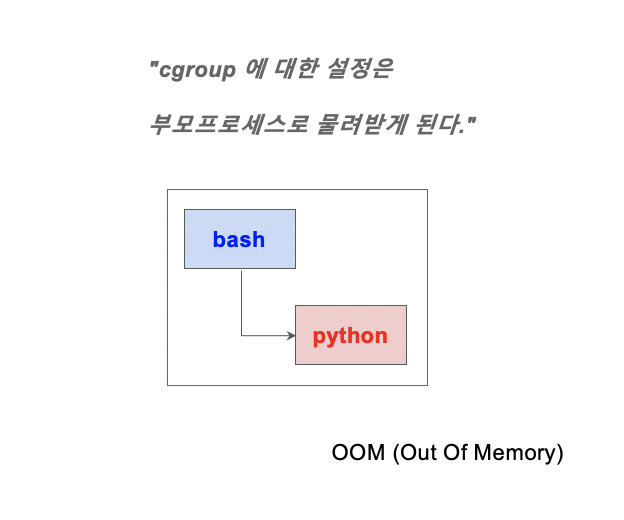 "cgroup 에 대한 설정은
부모프로세스로 물려받게 된다."
bash
python
OOM (Out Of Memory)